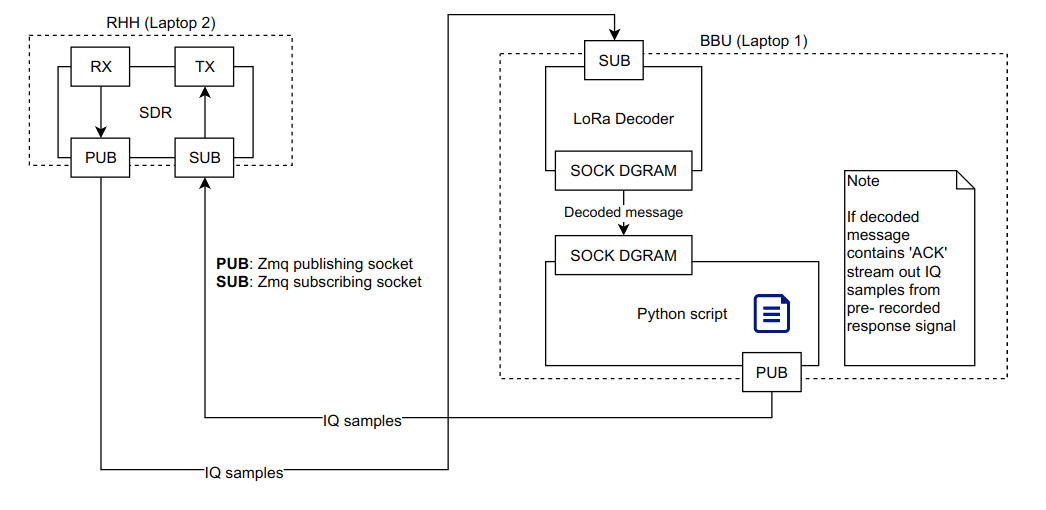 RHH (Laptop 2)
RX
TX
SDR
PUB
SUB
BBU (Laptop 1)
SUB
LoRa Decoder
SOCK DGRAM
Decoded message
SOCK DGRAM
Python script
PUB
Note
If decoded
message
contains 'ACK'
stream out IQ
samples from
pre- recorded
response signal
PUB: Zmq publishing socket
SUB: Zmq subscribing socket
IQ samples
IQ samples